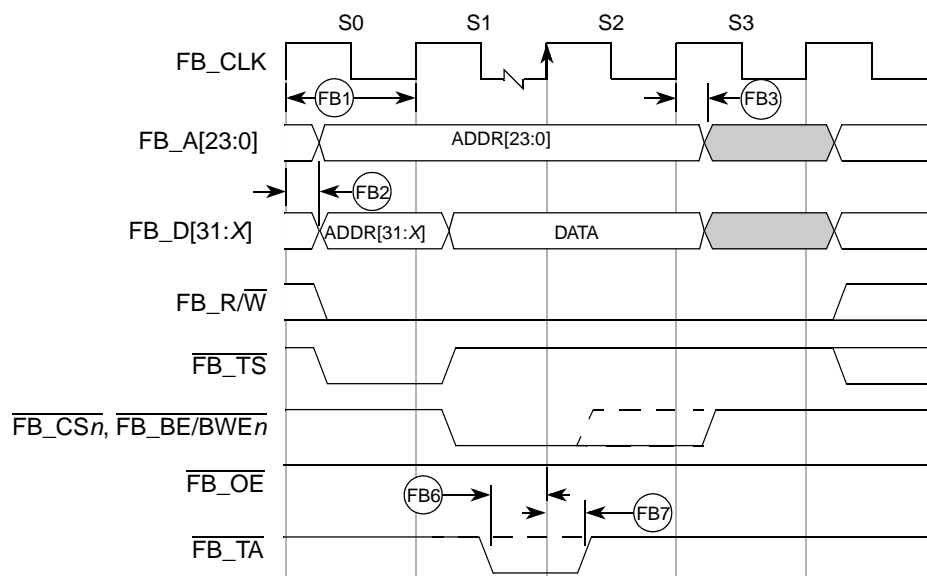 S0 S1 S2 S3
FB_CLK
FB1 FB3
FB_A[23:0] ADDR[23:0]
FB2
FB_D[31:X] ADDR[31:X] DATA
FB_R/W
FB_TS
FB_CSn, FB_BE/BWEn
FB_OE
FB6 FB7
FB_TA